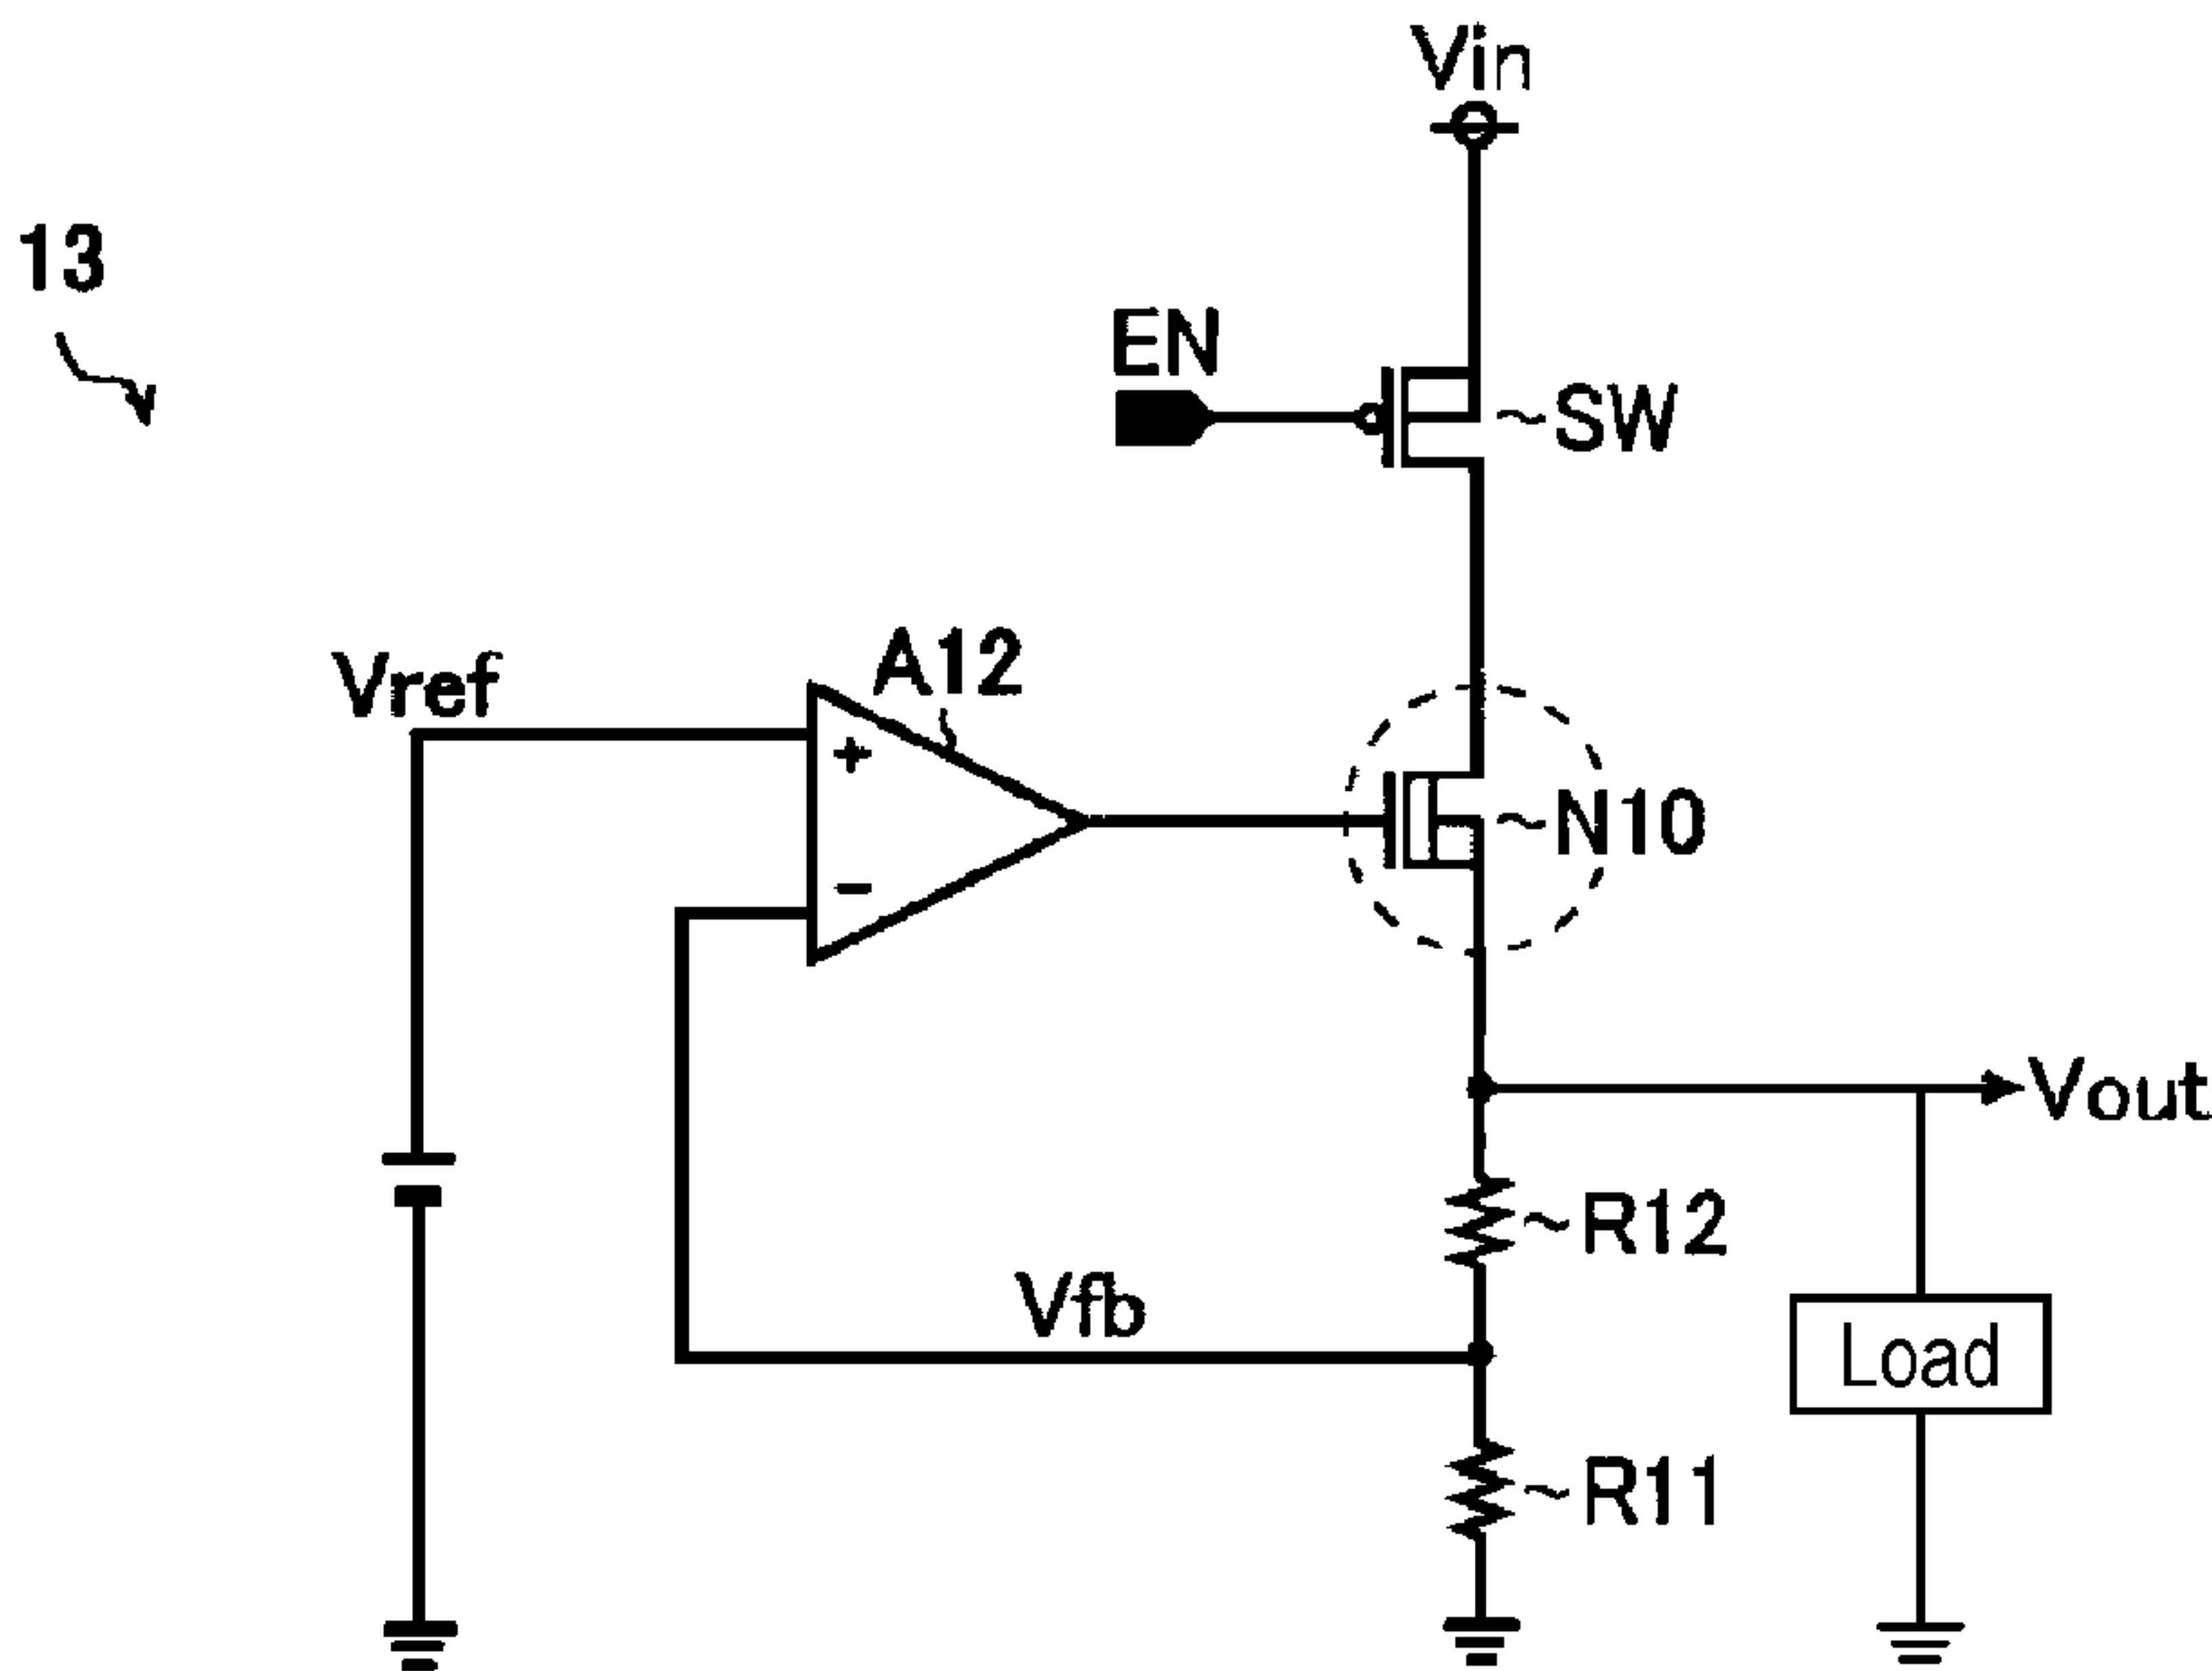 Vin
13
EN
~SW
Vref
A12
+
~N10
−
Vout
~R12
Vfb
Load
~R11